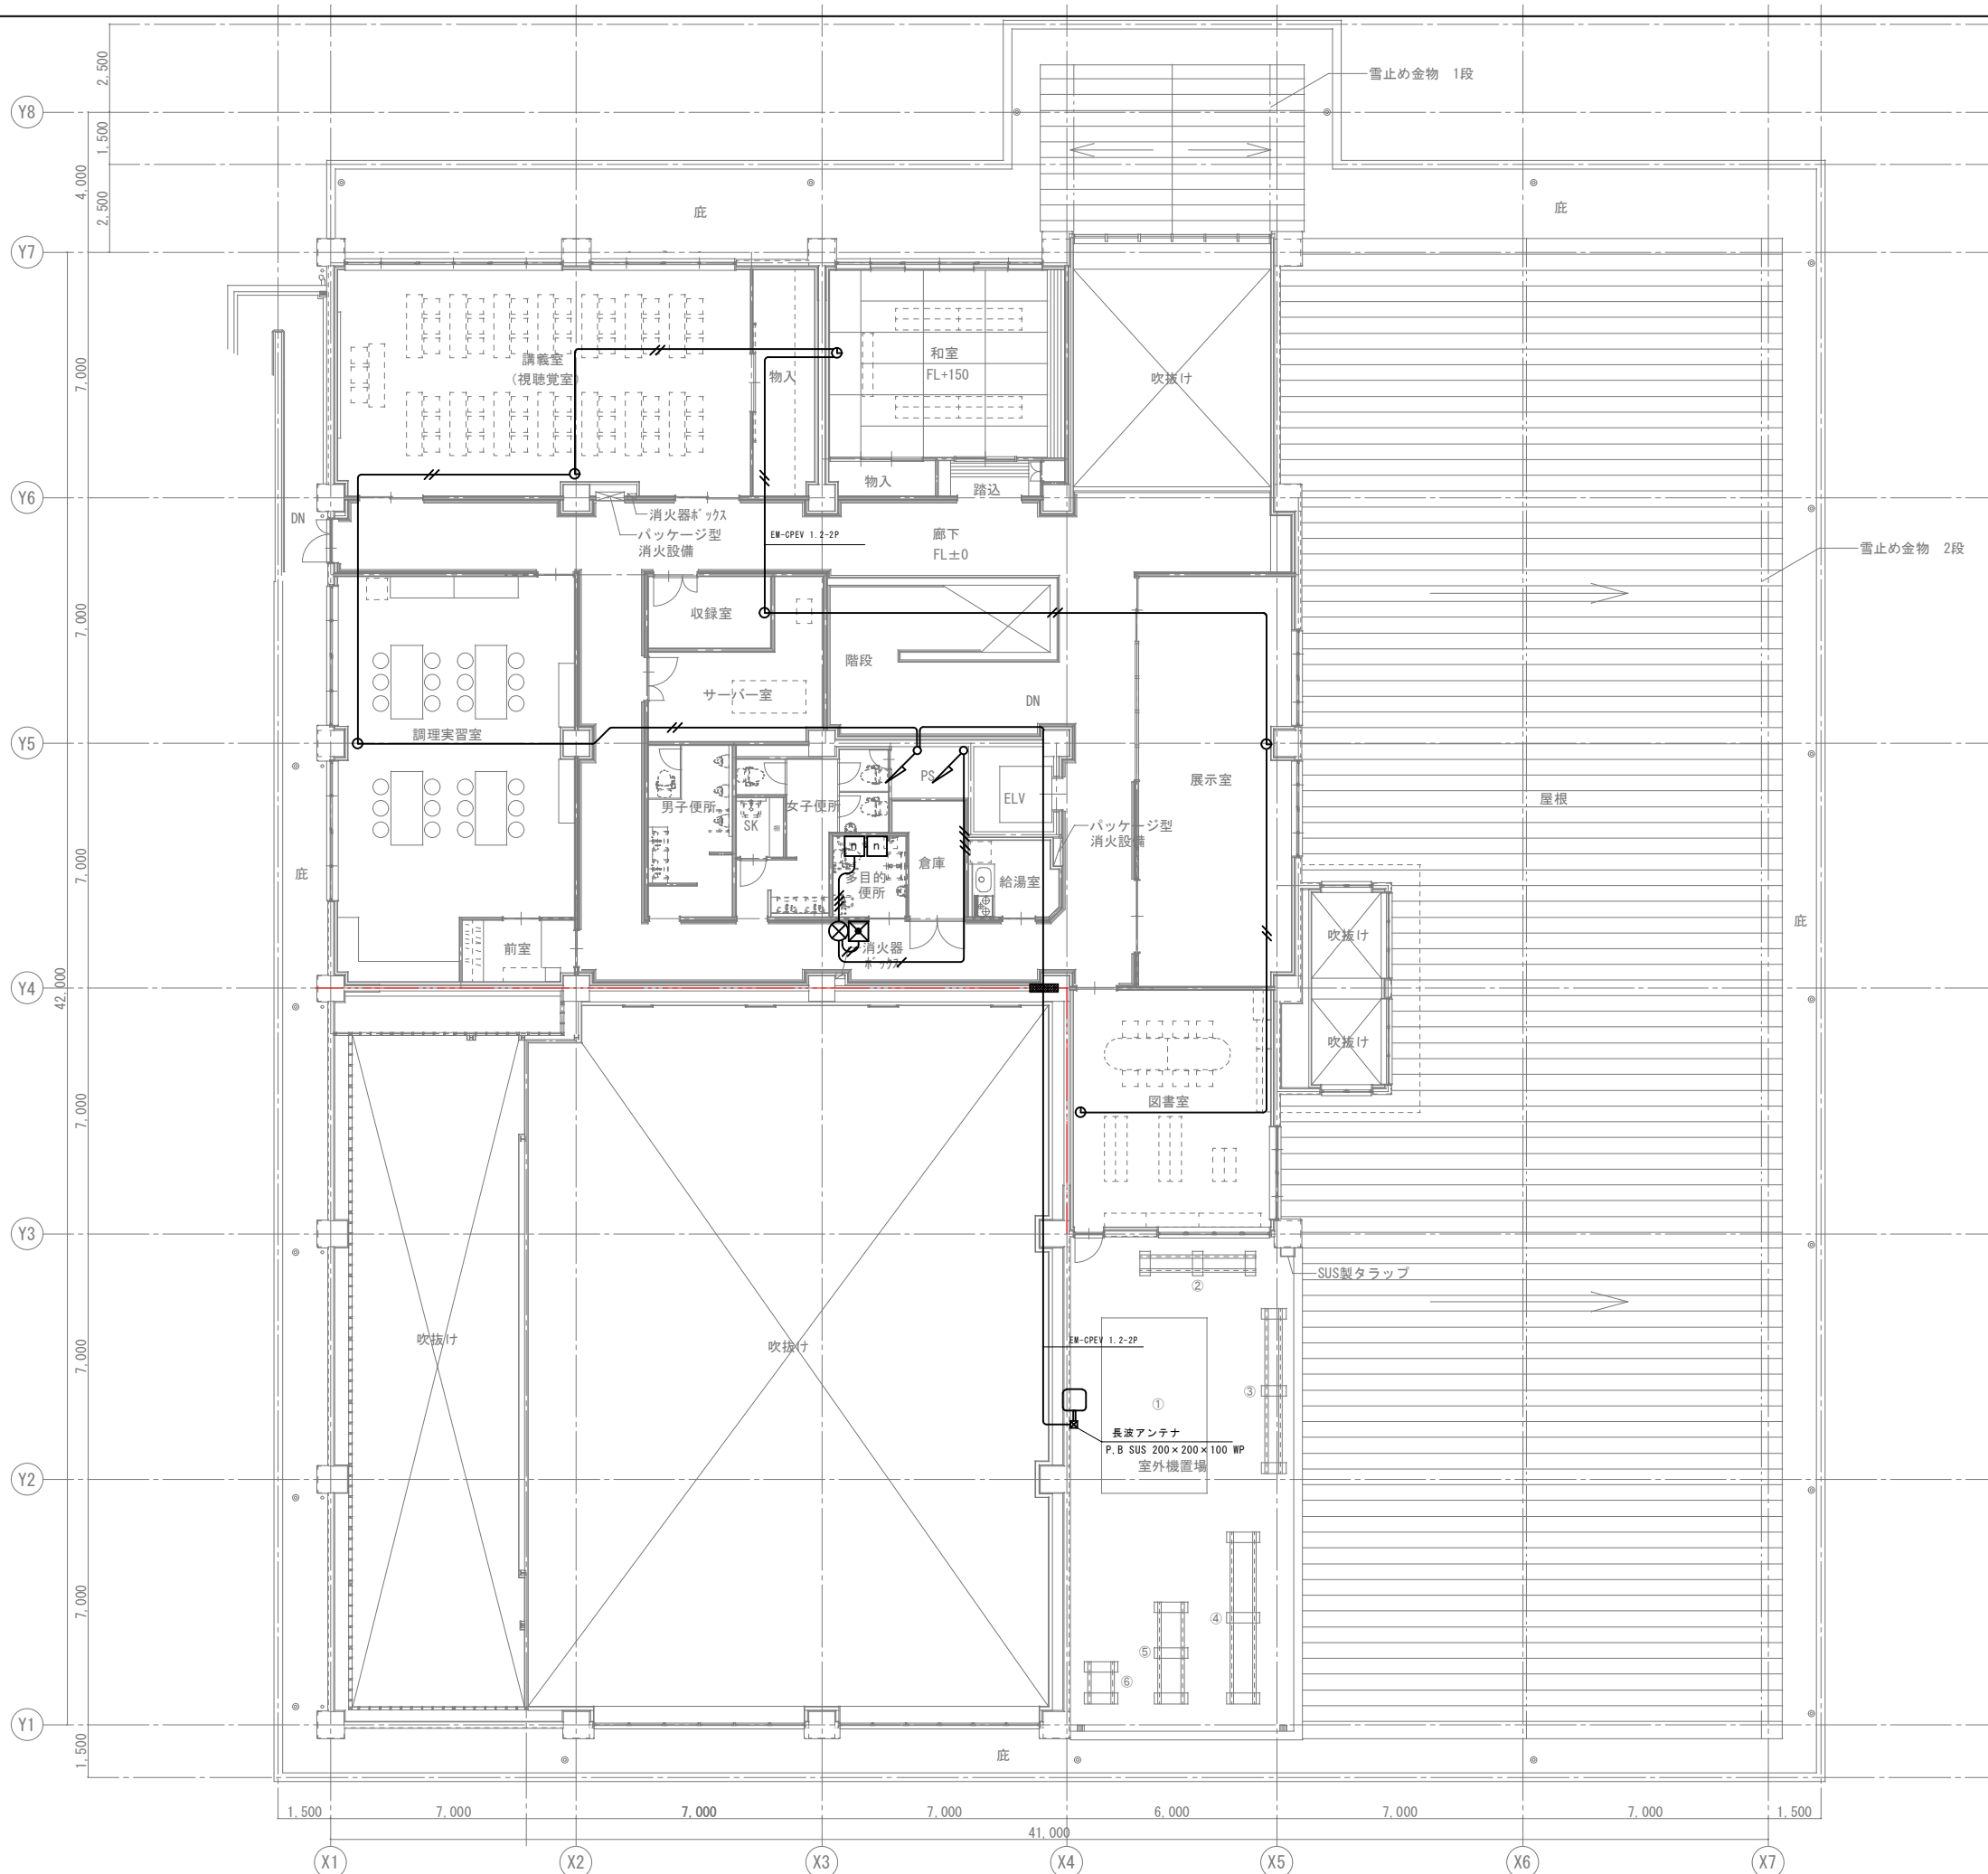 2,500
雪止め金物 1段
Y8
1,500
4,000
2,500
庇
庇
Y7
7,000
講義室
(視聴覚室)
物入
和室
FL+150
吹抜け
物入
踏込
Y6
DN
消火器ボックス
パッケージ型
消火設備
EM-CPEV 1.2-2P
廊下
FL±0
雪止め金物 2段
7,000
収録室
階段
サーバー室
DN
調理実習室
Y5
PS
展示室
ELV
屋根
男子便所
女子便所
SK
パッケージ型
消火設備
n
n
倉庫
7,000
庇
多目的
便所
給湯室
庇
前室
消火器
ボックス
吹抜け
Y4
42,000
吹抜け
7,000
図書室
Y3
SUS製タラップ
②
吹抜け
吹抜け
EM-CPEV 1.2-2P
7,000
③
①
長波アンテナ
P.B SUS 200×200×100 WP
室外機置場
Y2
7,000
④
⑤
⑥
Y1
1,500
庇
1,500
7,000
7,000
7,000
6,000
7,000
7,000
1,500
41,000
X1
X2
X3
X4
X5
X6
X7